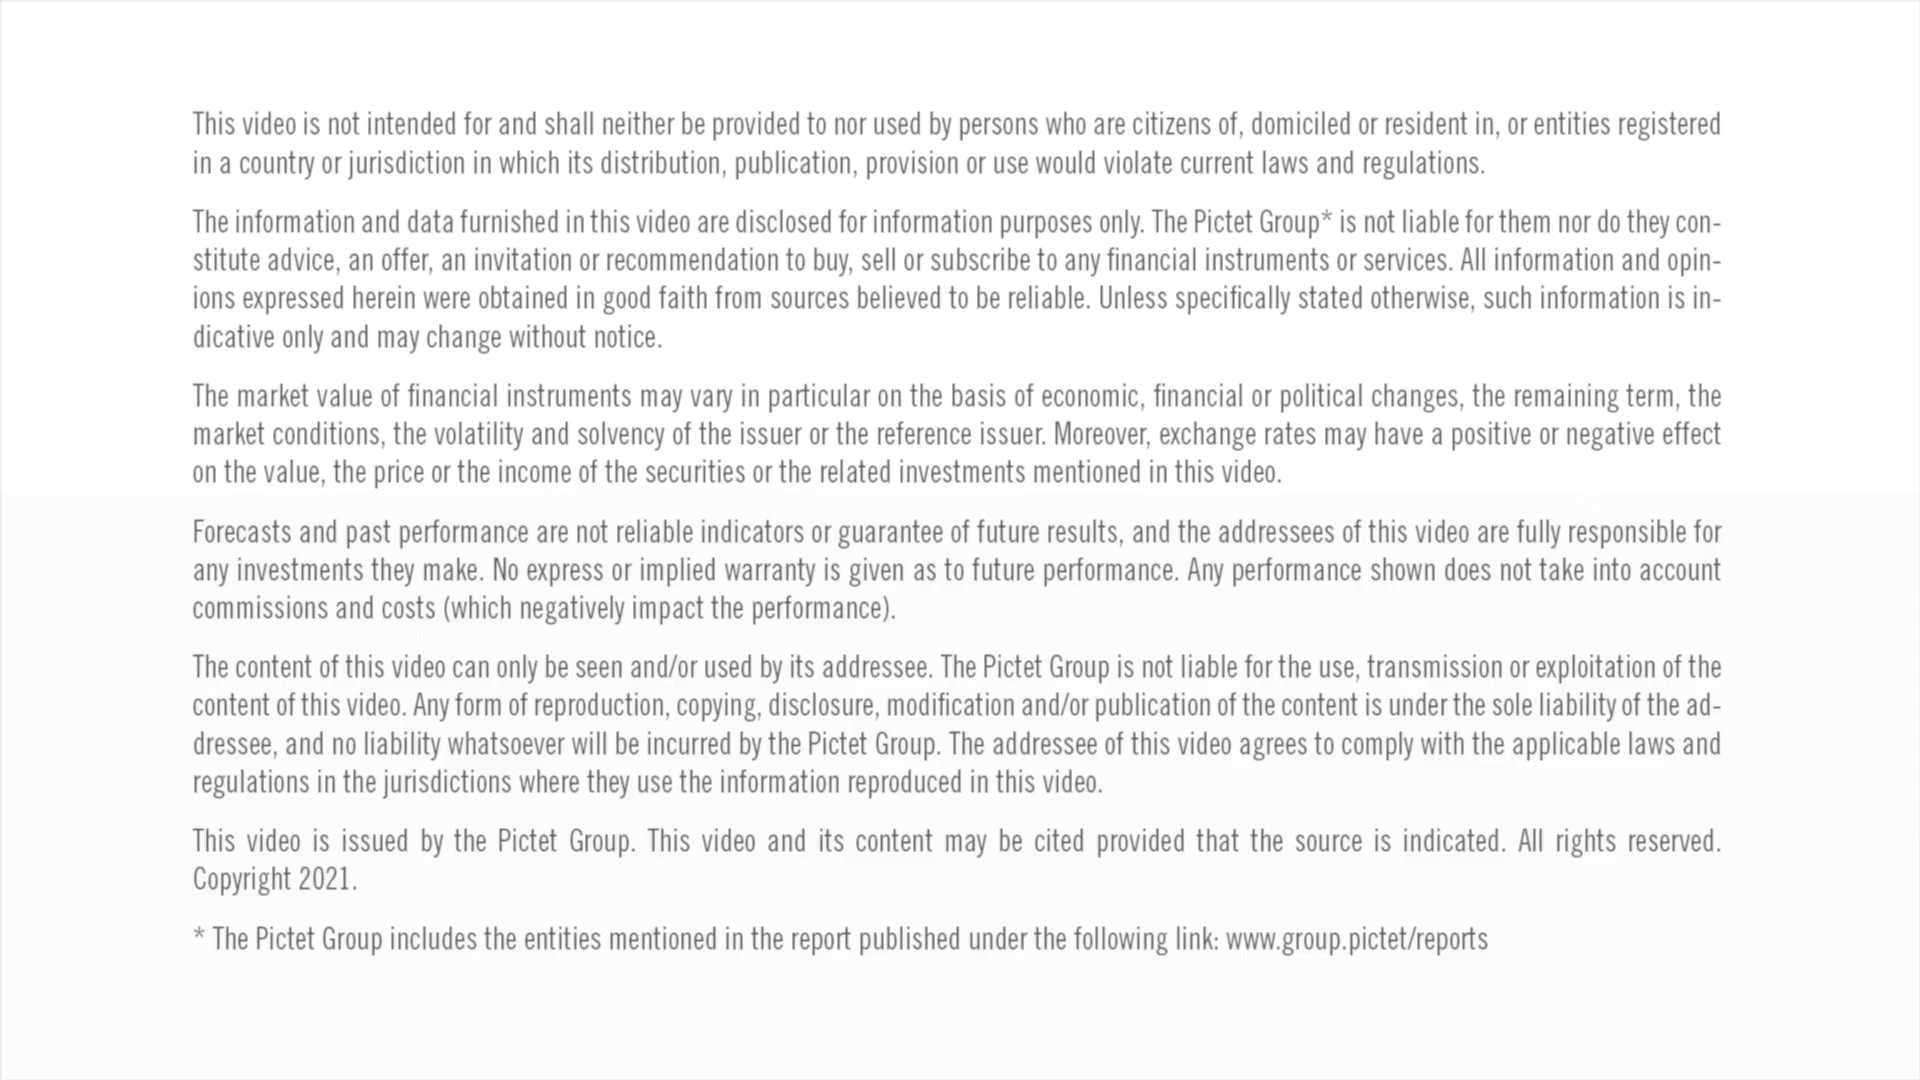 This video is not intended for and shall neither be provided to nor used by persons who are citizens of, domiciled or resident in, or entities registered
in a country or jurisdiction in which its distribution, publication, provision or use would violate current laws and regulations.
The information and data furnished in this video are disclosed for information purposes only. The Pictet Group* is not liable for them nor do they con-
stitute advice, an offer, an invitation or recommendation to buy, sell or subscribe to any financial instruments or services. All information and opin-
ions expressed herein were obtained in good faith from sources believed to be reliable. Unless specifically stated otherwise, such information is in-
dicative only and may change without notice.
The market value of financial instruments may vary in particular on the basis of economic, financial or political changes, the remaining term, the
market conditions, the volatility and solvency of the issuer or the reference issuer. Moreover, exchange rates may have a positive or negative effect
on the value, the price or the income of the securities or the related investments mentioned in this video.
Forecasts and past performance are not reliable indicators or guarantee of future results, and the addressees of this video are fully responsible for
any investments they make. No express or implied warranty is given as to future performance. Any performance shown does not take into account
commissions and costs (which negatively impact the performance).
The content of this video can only be seen and/or used by its addressee. The Pictet Group is not liable for the use, transmission or exploitation of the
content of this video. Any form of reproduction, copying, disclosure, modification and/or publication of the content is under the sole liability of the ad-
dressee, and no liability whatsoever will be incurred by the Pictet Group. The addressee of this video agrees to comply with the applicable laws and
regulations in the jurisdictions where they use the information reproduced in this video.
This video is issued by the Pictet Group. This video and its content may be cited provided that the source is indicated. All rights reserved.
Copyright 2021.
* The Pictet Group includes the entities mentioned in the report published under the following link: www.group.pictet/reports